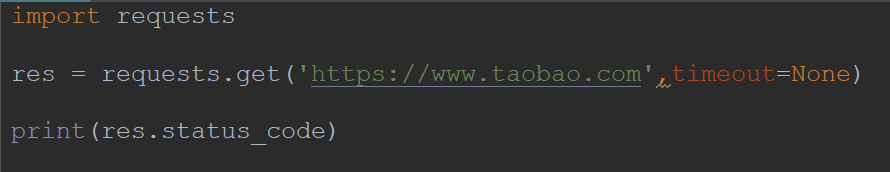 import requests
res = requests.get('https://www.taobao.com',timeout=None)
print(res.status_code)